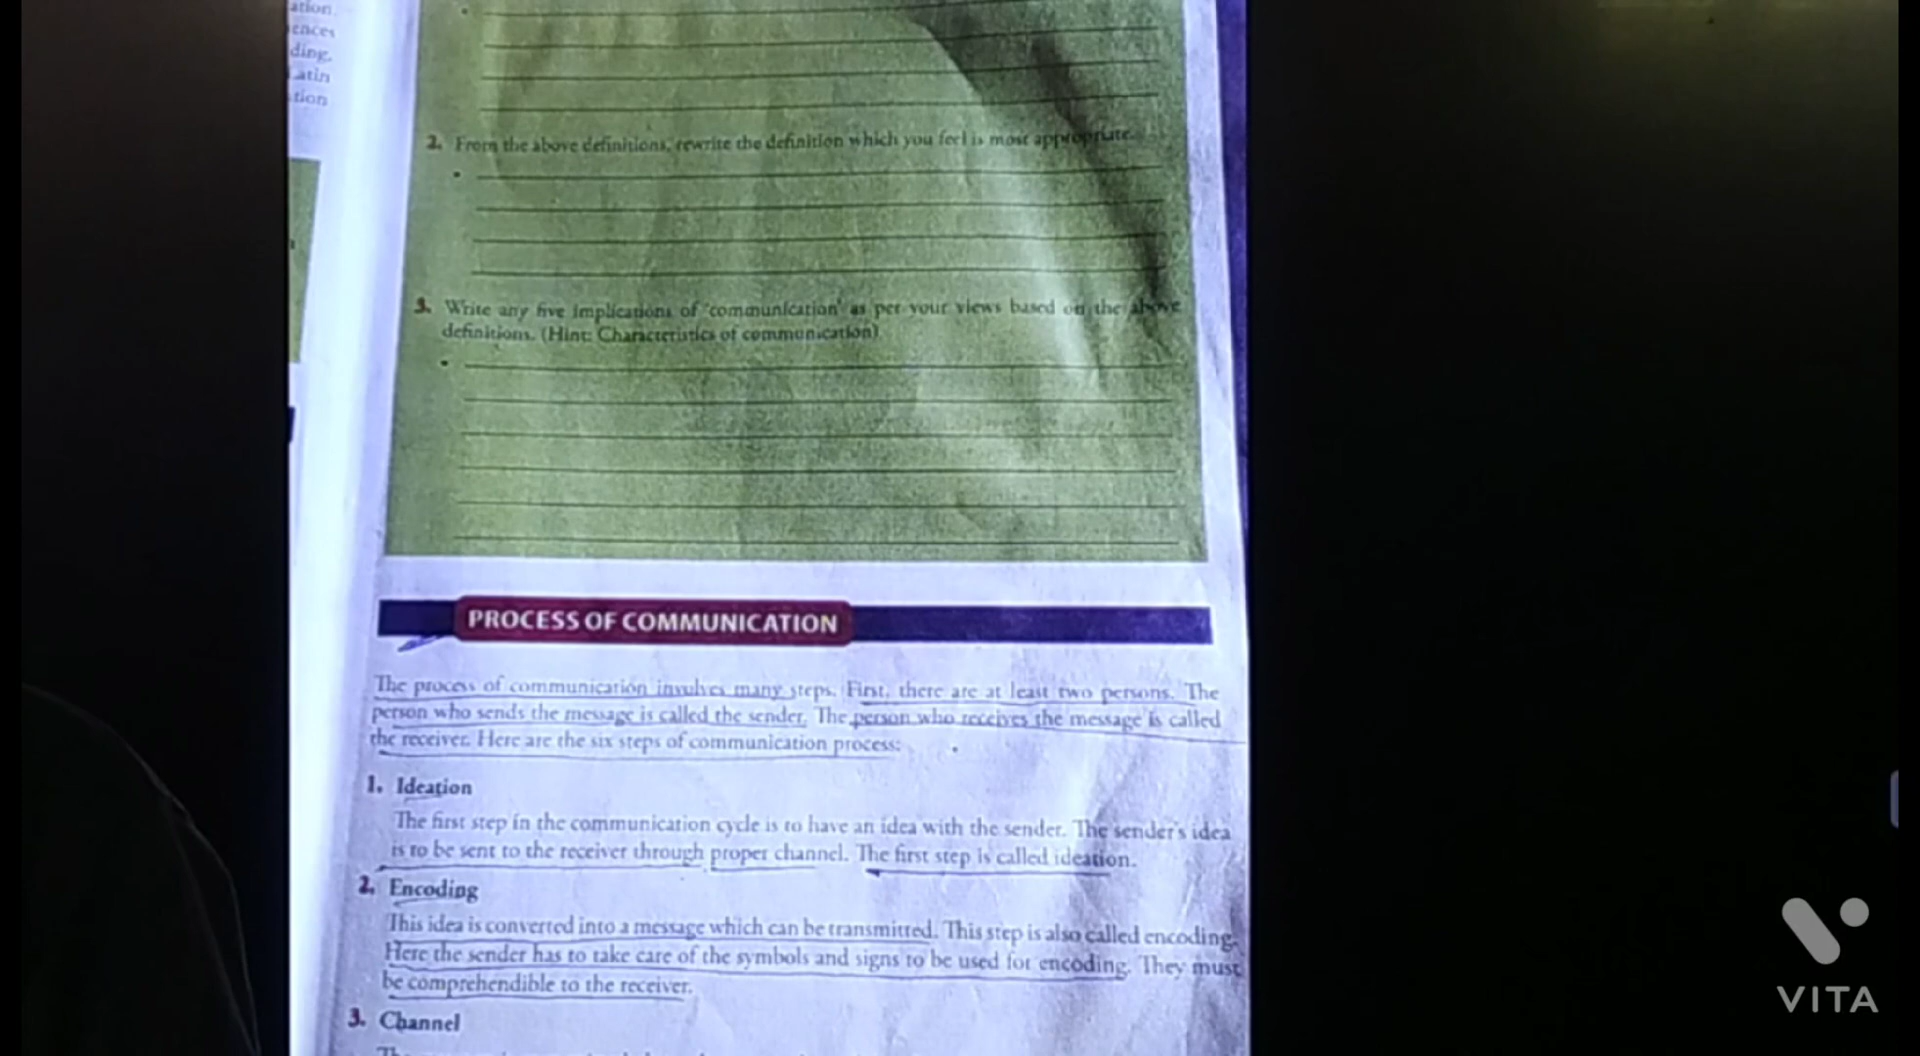 ation.
ences
ding,
Latin
tion
2. From the above definitions, rewrite the definition which you feel is most appropriate.
3. Write any five implications of 'communication' as per your views based on the above
definitions. (Hint: Characteristics of communication)
PROCESS OF COMMUNICATION
The process of communication involves many steps. First, there are at least two persons. The
person who sends the message is called the sender. The person who receives the message is called
the receiver. Here are the six steps of communication process:
1. Ideation
The first step in the communication cycle is to have an idea with the sender. The sender's idea
is to be sent to the receiver through proper channel. The first step is called ideation.
2. Encoding
This idea is converted into a message which can be transmitted. This step is also called encoding.
Here the sender has to take care of the symbols and signs to be used for encoding. They must
be comprehendible to the receiver.
3. Channel
VITA